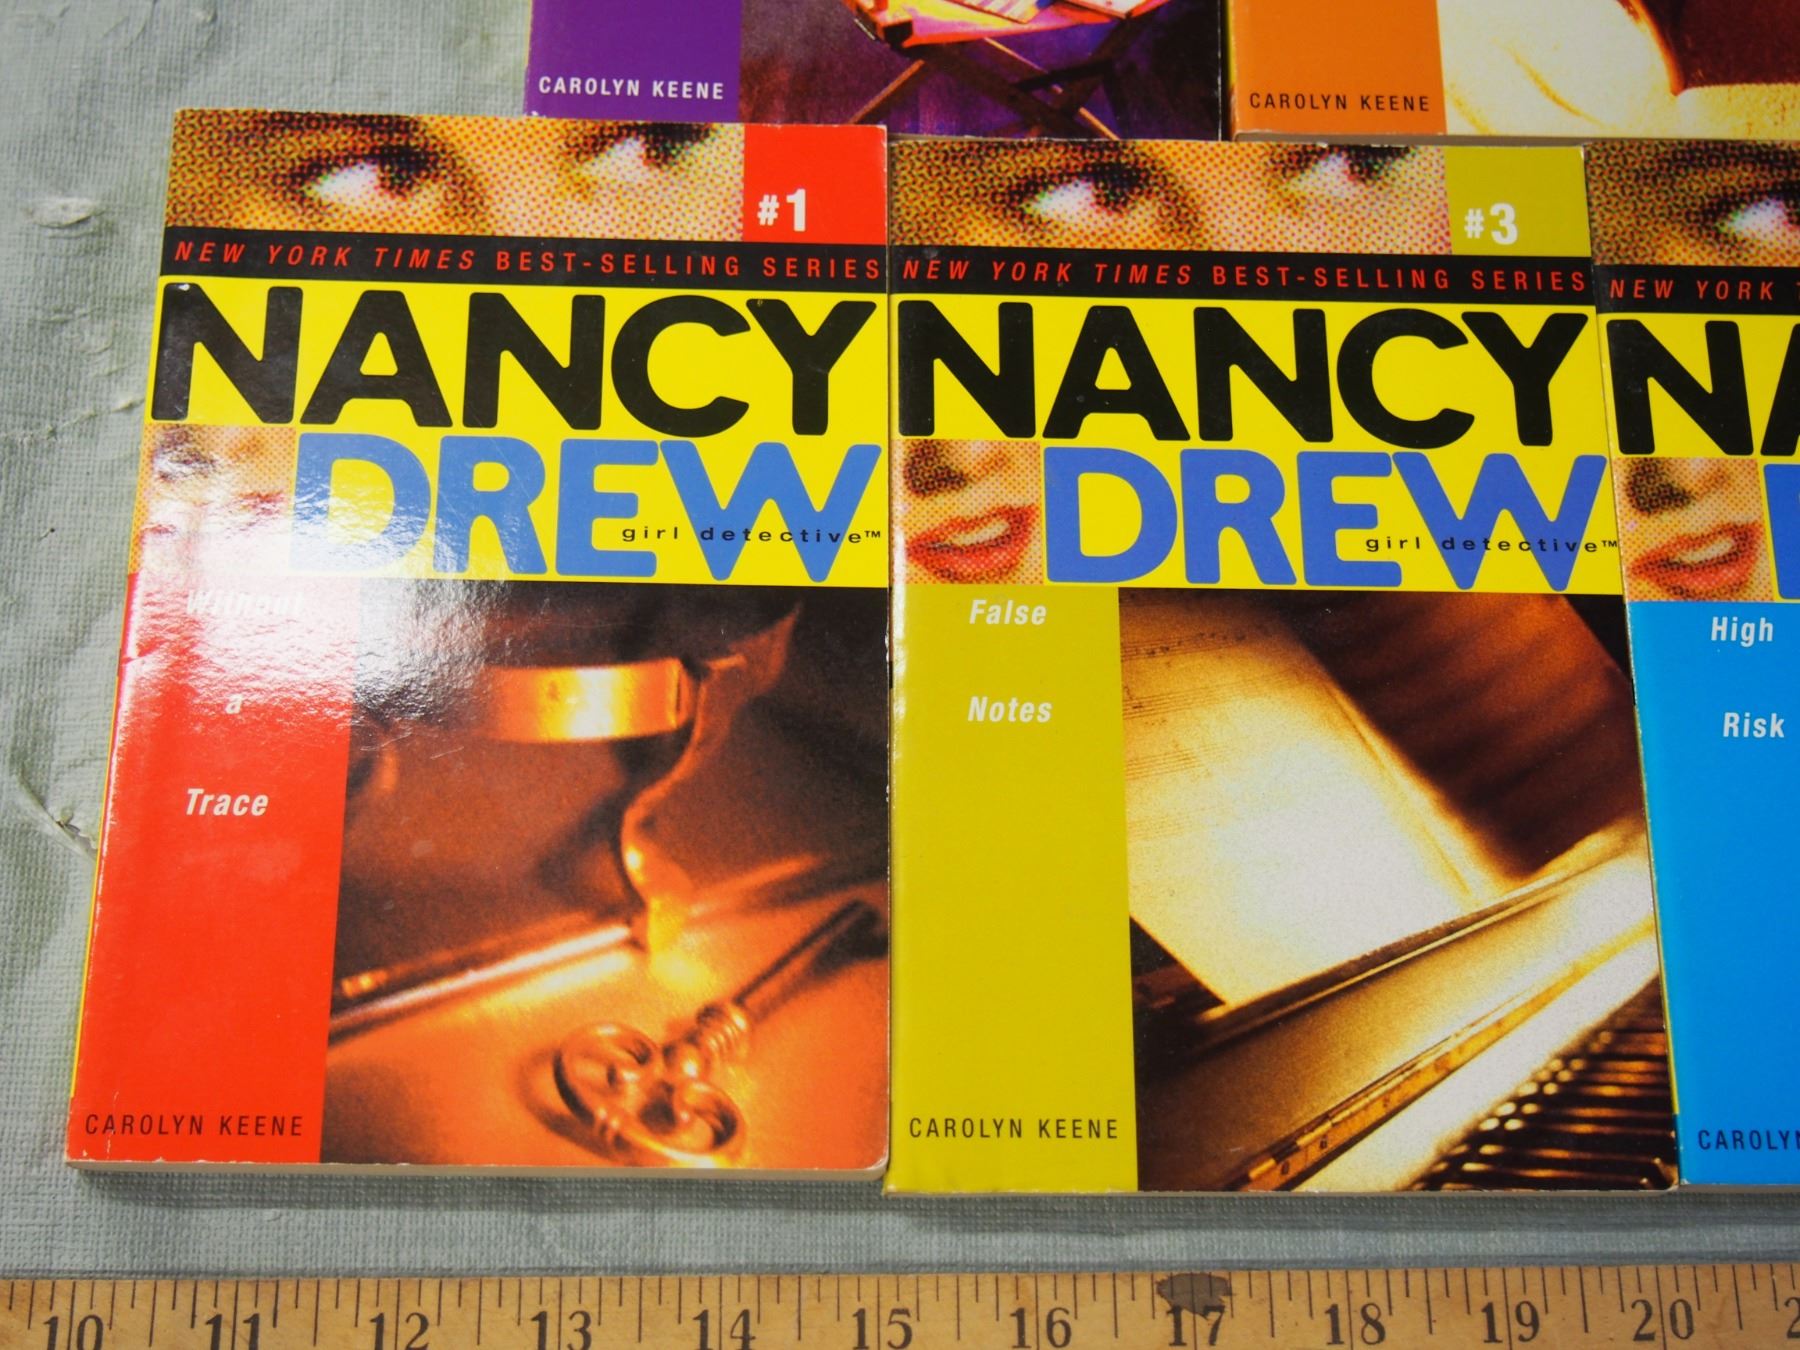 CAROLYN KEENE
CAROLYN KEENE
#1
NEW YORK TIMES BEST-SELLING SERIES
NANCY
DREW
girl detective™
Without
a
Trace
CAROLYN KEENE
#3
NEW YORK TIMES BEST-SELLING SERIES
NANCY
DREW
girl detective™
False
Notes
CAROLYN KEENE
NEW YORK
NA
High
Risk
CAROLYN
10 11 12 13 14 15 16 17 18 19 20